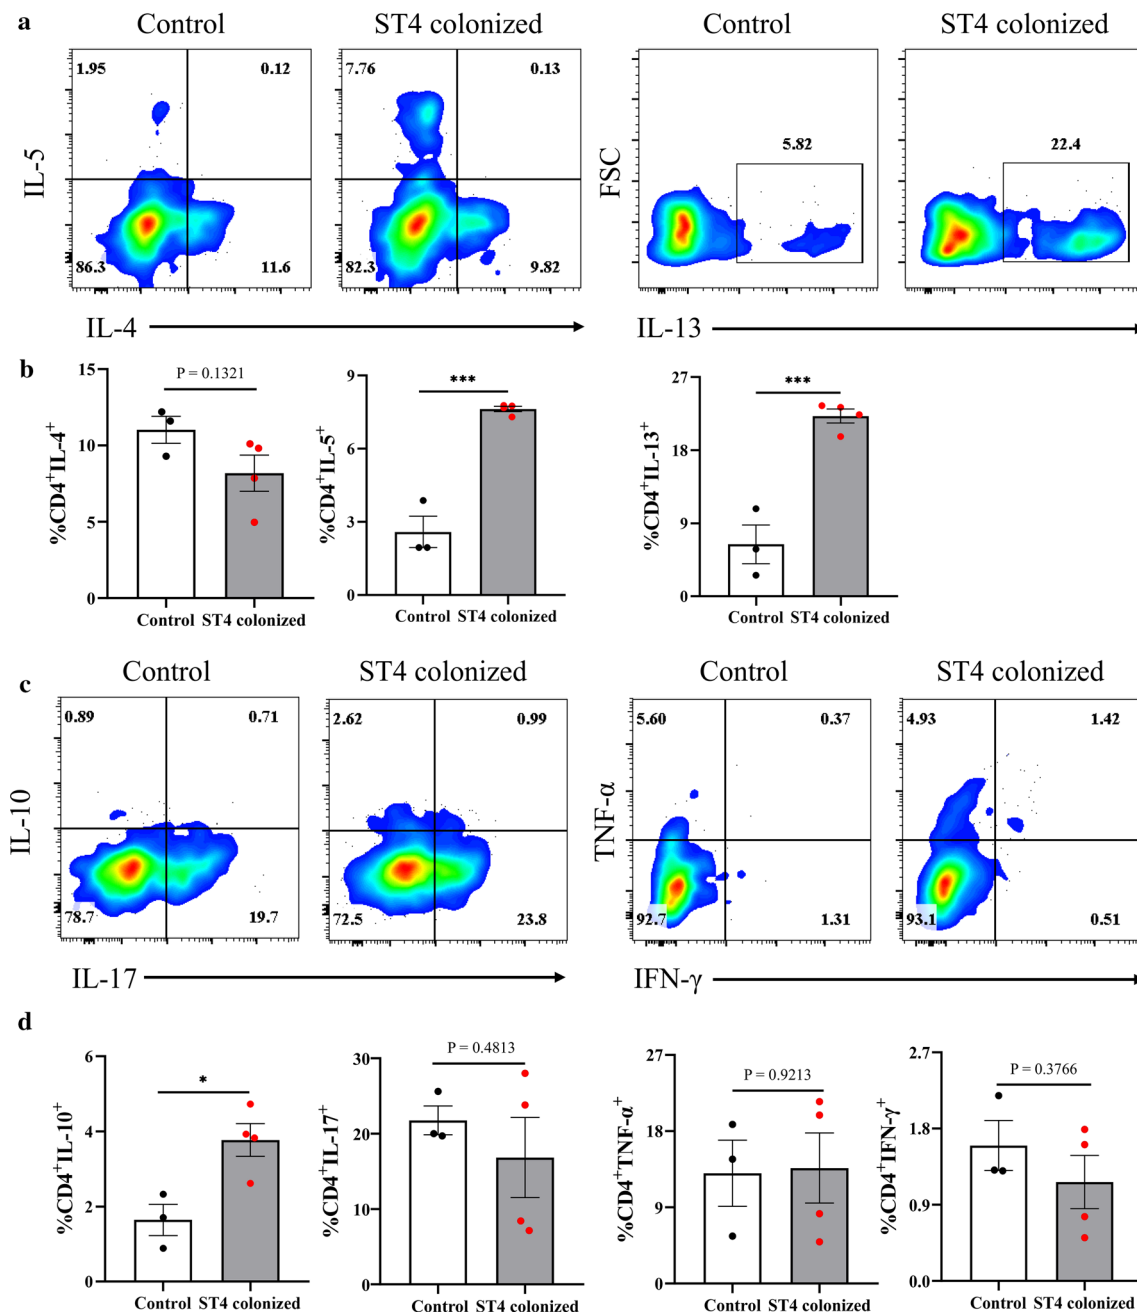 a
Control
ST4 colonized
Control
ST4 colonized
IL-5
1.95
0.12
86.3
11.6
7.76
0.13
82.3
9.82
FSC
5.82
22.4
IL-4
IL-13
b
%CD4+IL-4+
15
10
5
0
P = 0.1321
Control
ST4 colonized
%CD4+IL-5+
9
6
3
0
***
Control
ST4 colonized
%CD4+IL-13+
27
18
9
0
***
Control
ST4 colonized
c
Control
ST4 colonized
Control
ST4 colonized
IL-10
0.89
0.71
78.7
19.7
2.62
0.99
72.5
23.8
TNF-α
5.60
0.37
92.7
1.31
4.93
1.42
93.1
0.51
IL-17
IFN-γ
d
%CD4+IL-10+
6
4
2
0
*
Control
ST4 colonized
%CD4+IL-17+
30
20
10
0
P = 0.4813
Control
ST4 colonized
%CD4+TNF-α+
27
18
9
0
P = 0.9213
Control
ST4 colonized
%CD4+IFN-γ+
2.7
1.8
0.9
0.0
P = 0.3766
Control
ST4 colonized